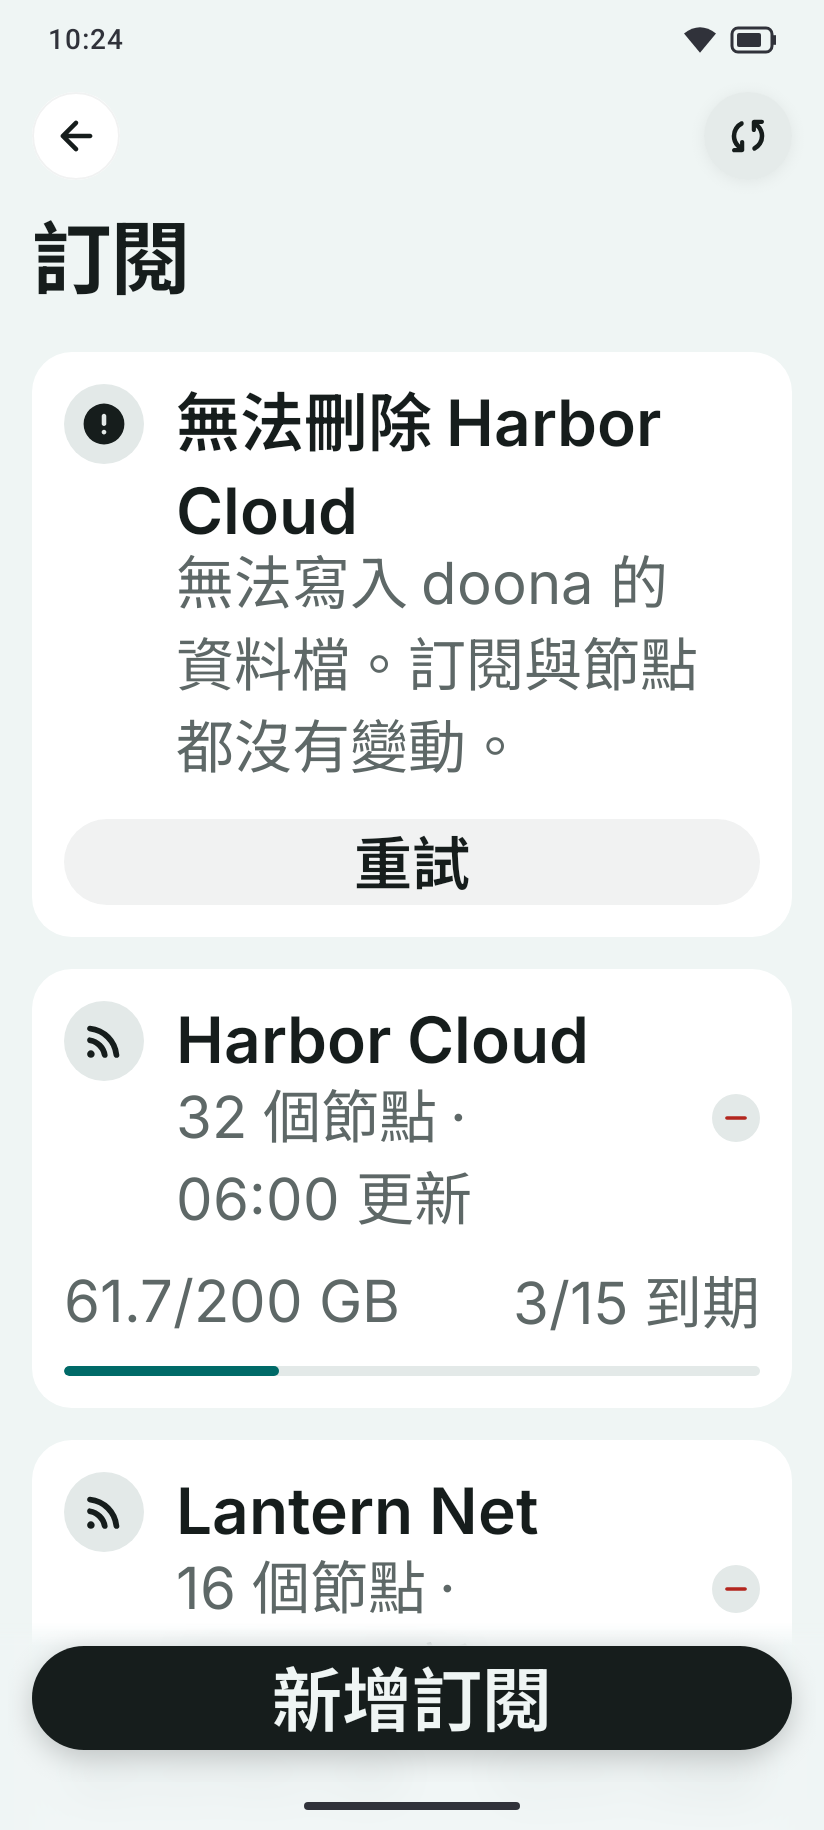 10:24
訂閱
無法刪除 Harbor
Cloud
無法寫入 doona 的
資料檔。訂閱與節點
都沒有變動。
重試
Harbor Cloud
32 個節點 ·
06:00 更新
61.7/200 GB
3/15 到期
Lantern Net
16 個節點 ·
新增訂閱